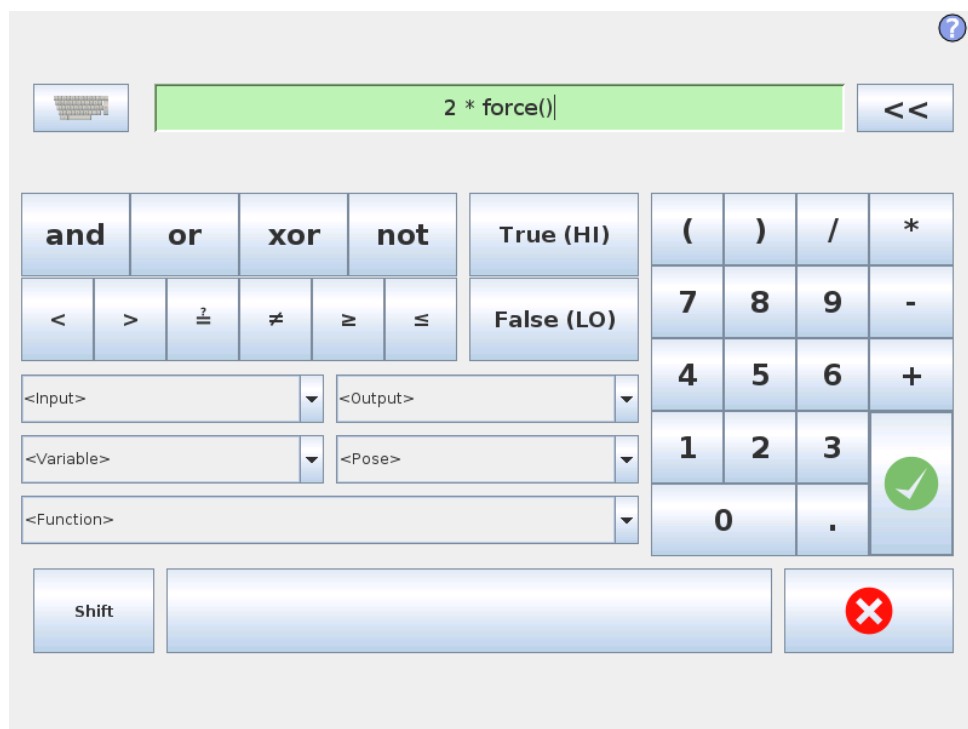 ?
2 * force()
<<
and or xor not True (HI) ( ) / *
< > ≟ ≠ ≥ ≤ False (LO) 7 8 9 -
<Input> <Output> 4 5 6 +
<Variable> <Pose> 1 2 3
<Function> 0 .
Shift